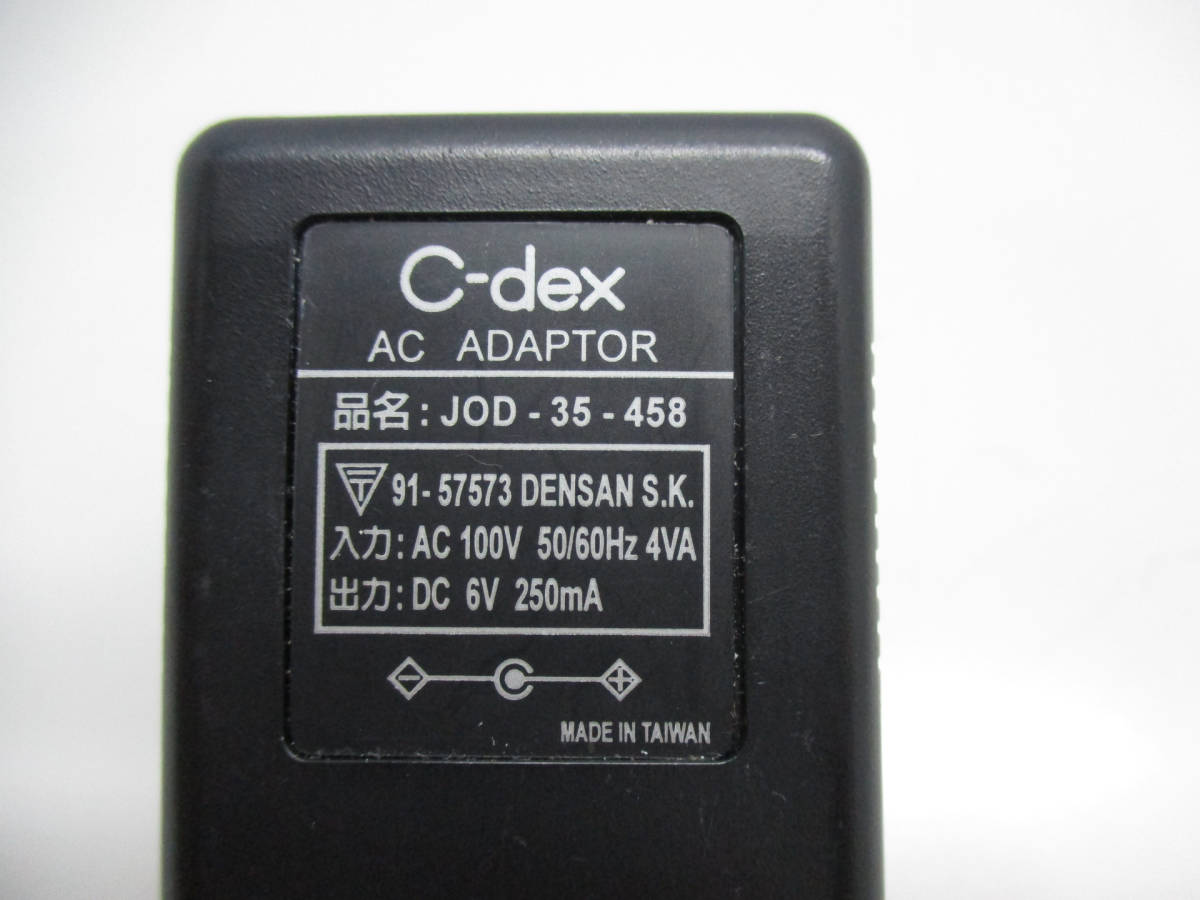 C-dex
AC ADAPTOR
品名: JOD - 35 - 458
91- 57573 DENSAN S.K.
入力: AC 100V 50/60Hz 4VA
出力: DC 6V 250mA
MADE IN TAIWAN